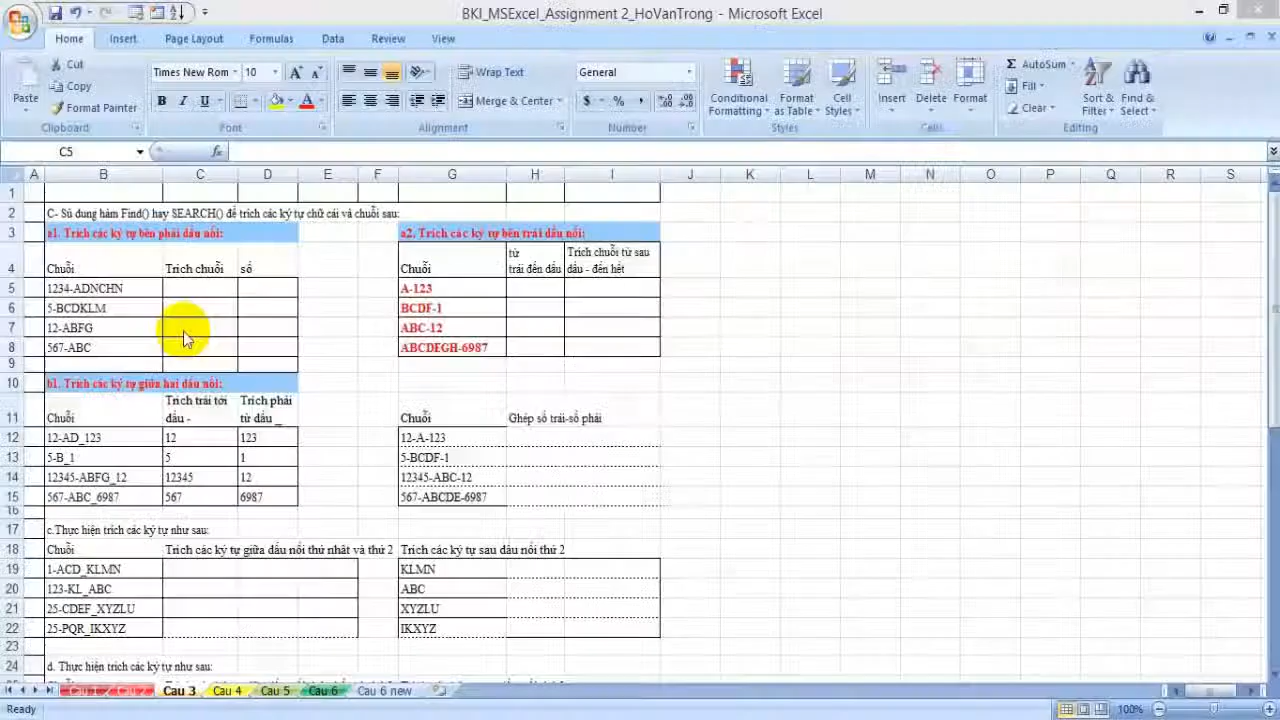 BKI_MSExcel_Assignment 2_HoVanTrong - Microsoft Excel
Home Insert Page Layout Formulas Data Review View
Paste
Cut
Copy
Format Painter
Clipboard
Times New Rom 10
B I U
Font
Wrap Text
Merge & Center
Alignment
General
$ % ,
Number
Conditional Formatting
Format as Table
Cell Styles
Styles
Insert Delete Format
Cells
AutoSum
Fill
Clear
Sort & Filter
Find & Select
Editing
C5 fx
A B C D E F G H I J K L M N O P Q R S
1
2 C- Sủ dung hàm Find() hay SEARCH() để trích các ký tự chữ cái và chuỗi sau:
3 a1. Trích các ký tự bên phải dấu nối: a2. Trích các ký tự bên trái dấu nối:
4 Chuỗi Trích chuỗi số Chuỗi từ trái đến dấu Trích chuỗi từ sau dấu - đến hết
5 1234-ADNCHN A-123
6 5-BCDKLM BCDF-1
7 12-ABFG ABC-12
8 567-ABC ABCDEGH-6987
9
10 b1. Trích các ký tự giữa hai dấu nối:
11 Chuỗi Trích trái tới dấu - Trích phải từ dấu _ Chuỗi Ghép số trái-số phải
12 12-AD_123 12 123 12-A-123
13 5-B_1 5 1 5-BCDF-1
14 12345-ABFG_12 12345 12 12345-ABC-12
15 567-ABC_6987 567 6987 567-ABCDE-6987
16
17 c.Thực hiện trích các ký tự như sau:
18 Chuỗi Trích các ký tự giữa dấu nối thứ nhất và thứ 2 Trích các ký tự sau dấu nối thứ 2
19 1-ACD_KLMN KLMN
20 123-KL_ABC ABC
21 25-CDEF_XYZLU XYZLU
22 25-PQR_IKXYZ IKXYZ
23
24 d. Thực hiện trích các ký tự như sau:
Cau 3 Cau 4 Cau 5 Cau 6 Cau 6 new
Ready 100%